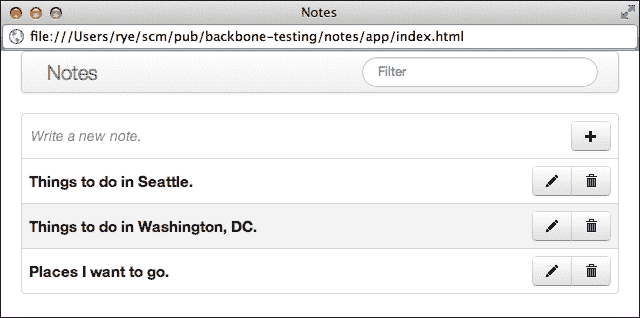 Notes
file:///Users/rye/scm/pub/backbone-testing/notes/app/index.html
Notes
Filter
Write a new note.
Things to do in Seattle.
Things to do in Washington, DC.
Places I want to go.